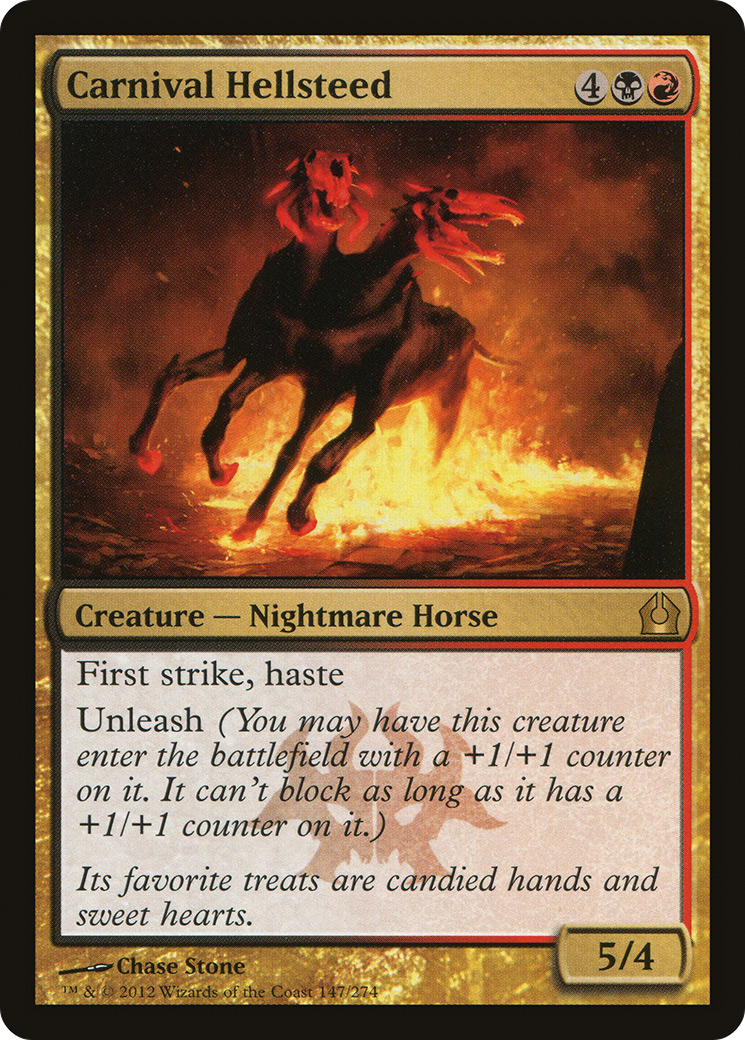 Carnival Hellsteed 4
Creature — Nightmare Horse
First strike, haste
Unleash (You may have this creature
enter the battlefield with a +1/+1 counter
on it. It can't block as long as it has a
+1/+1 counter on it.)
Its favorite treats are candied hands and
sweet hearts.
5/4
Chase Stone
™ & © 2012 Wizards of the Coast 147/274